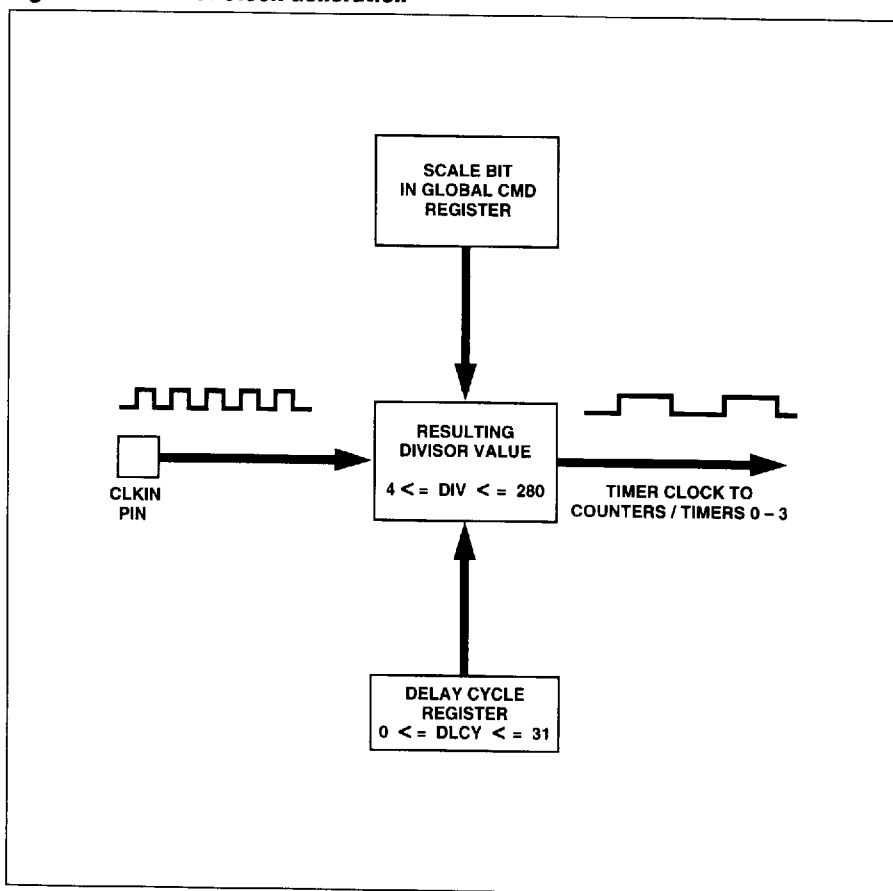 Generation
SCALE BIT
IN GLOBAL CMD
REGISTER
CLKIN
PIN
RESULTING
DIVISOR VALUE
4 < = DIV < = 280
TIMER CLOCK TO
COUNTERS / TIMERS 0 – 3
DELAY CYCLE
REGISTER
0 < = DLCY < = 31